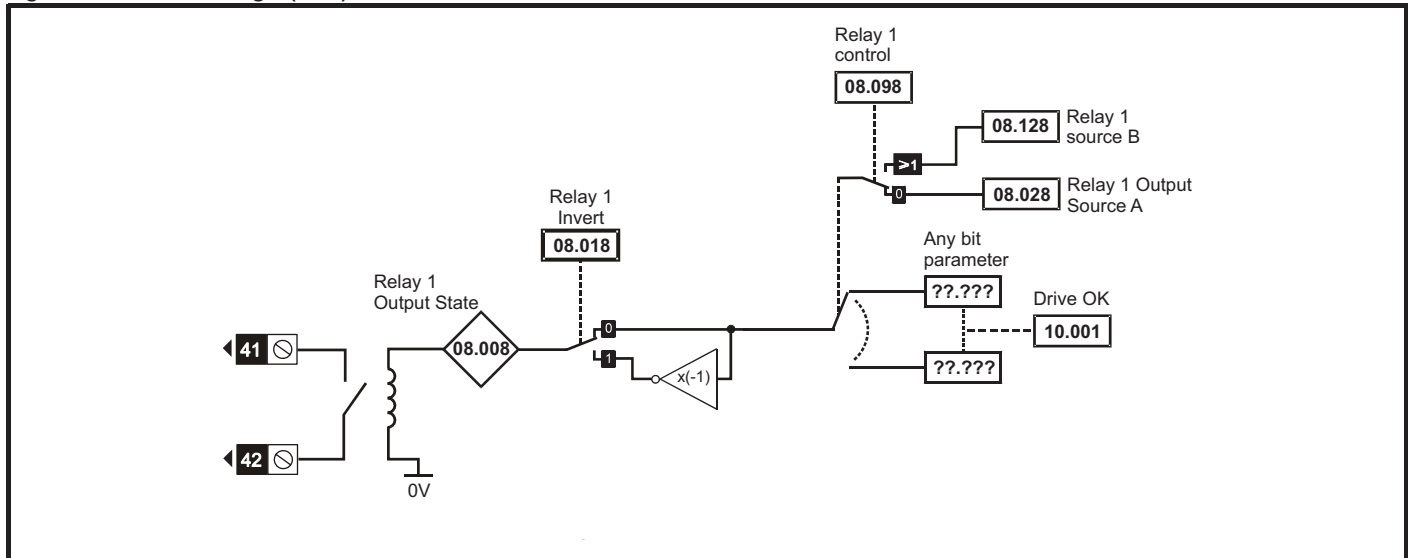 Relay 1
control
08.098
08.128
Relay 1
source B
>1
0
08.028
Relay 1 Output
Source A
Relay 1
Invert
08.018
Any bit
parameter
??.???
Drive OK
10.001
??.???
Relay 1
Output State
08.008
0
1
x(-1)
41
42
0V